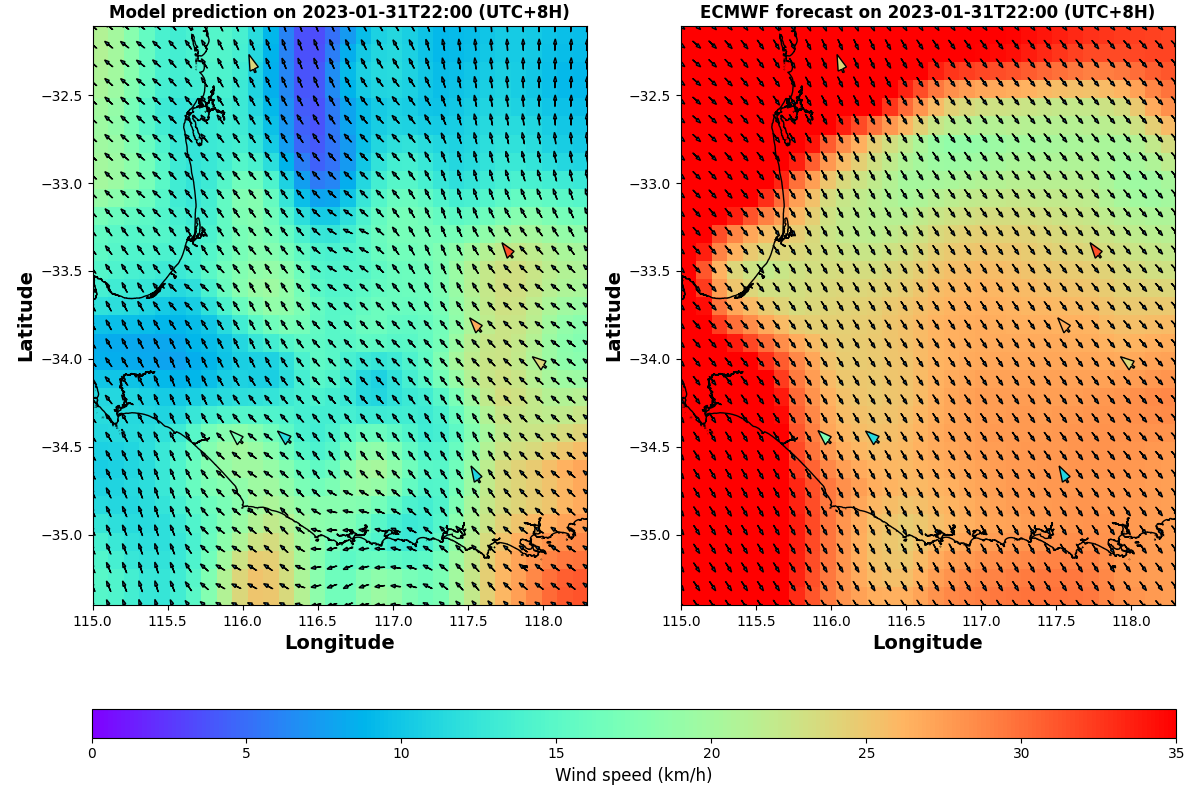 Model prediction on 2023-01-31T22:00 (UTC+8H)
ECMWF forecast on 2023-01-31T22:00 (UTC+8H)
−32.5
−33.0
−33.5
−34.0
−34.5
−35.0
Latitude
115.0 115.5 116.0 116.5 117.0 117.5 118.0
Longitude
−32.5
−33.0
−33.5
−34.0
−34.5
−35.0
Latitude
115.0 115.5 116.0 116.5 117.0 117.5 118.0
Longitude
0 5 10 15 20 25 30 35
Wind speed (km/h)